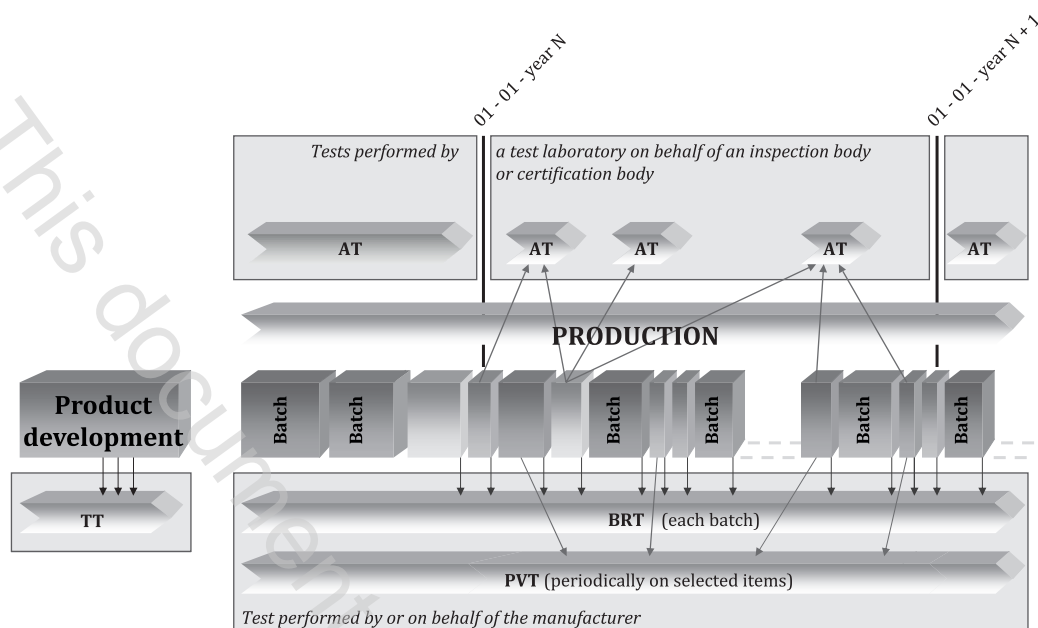 01 - 01 - year N
01 - 01 - year N + 1
Tests performed by
a test laboratory on behalf of an inspection body
or certification body
AT
AT
AT
AT
AT
PRODUCTION
Product
development
Batch
Batch
Batch
Batch
Batch
Batch
TT
BRT (each batch)
PVT (periodically on selected items)
Test performed by or on behalf of the manufacturer
This document